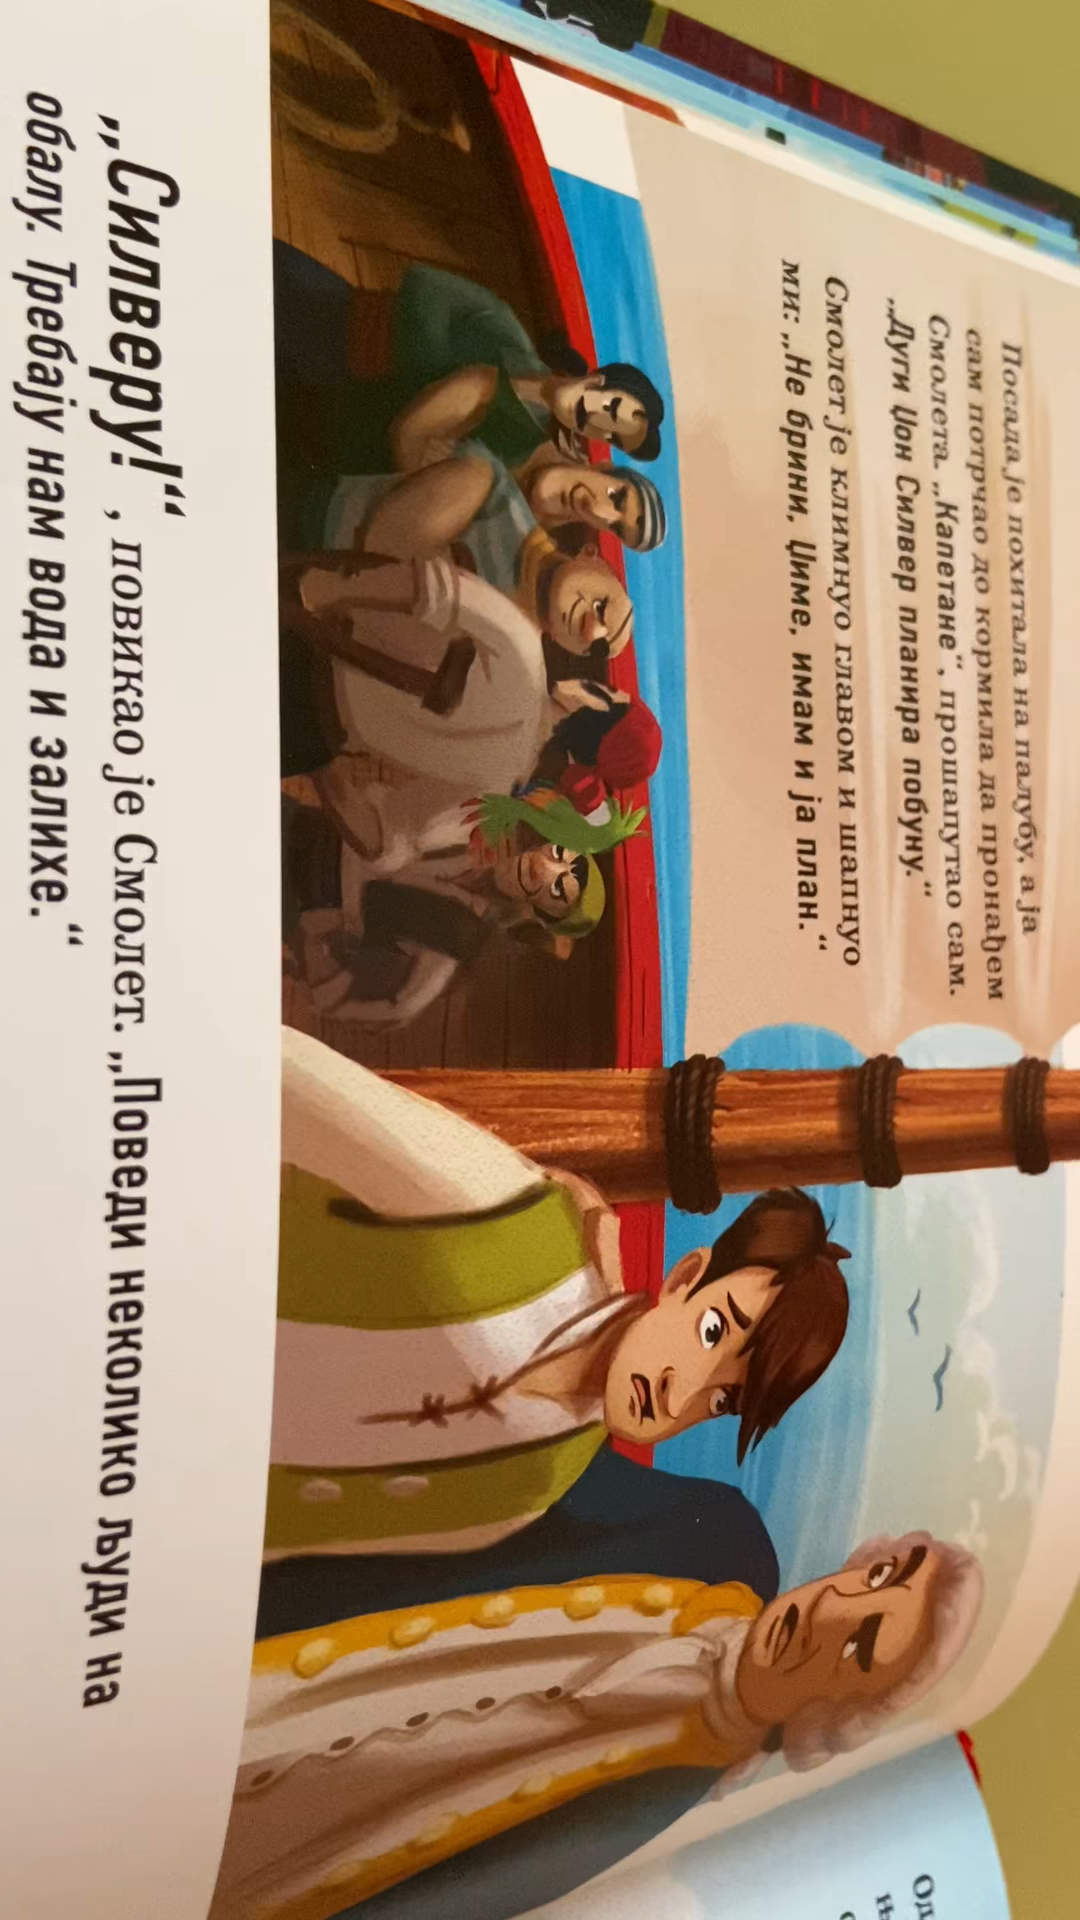 Посада је похитала на палубу, а ја
сам потрчао до кормила да пронађем
Смолета. „Капетане“, прошапутао сам.
„Дуги Џон Силвер планира побуну.“
Смолет је климнуо главом и шапнуо
ми: „Не брини, Џиме, имам и ја план.“
„Силверу!“, повикао је Смолет. „Поведи неколико људи на
обалу. Требају нам вода и залихе.“